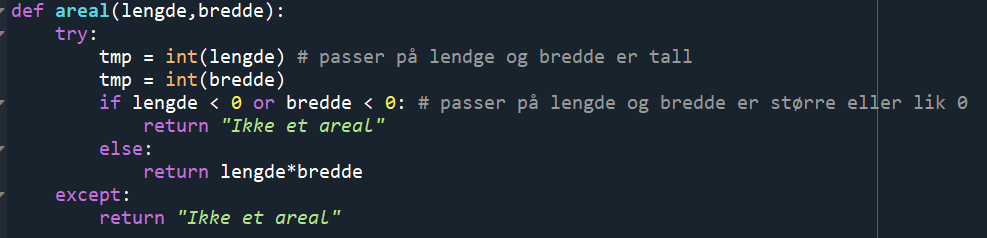 def areal(lengde,bredde):
    try:
        tmp = int(lengde) # passer på lendge og bredde er tall
        tmp = int(bredde)
        if lengde < 0 or bredde < 0: # passer på lengde og bredde er større eller lik 0
            return "Ikke et areal"
        else:
            return lengde*bredde
    except:
        return "Ikke et areal"